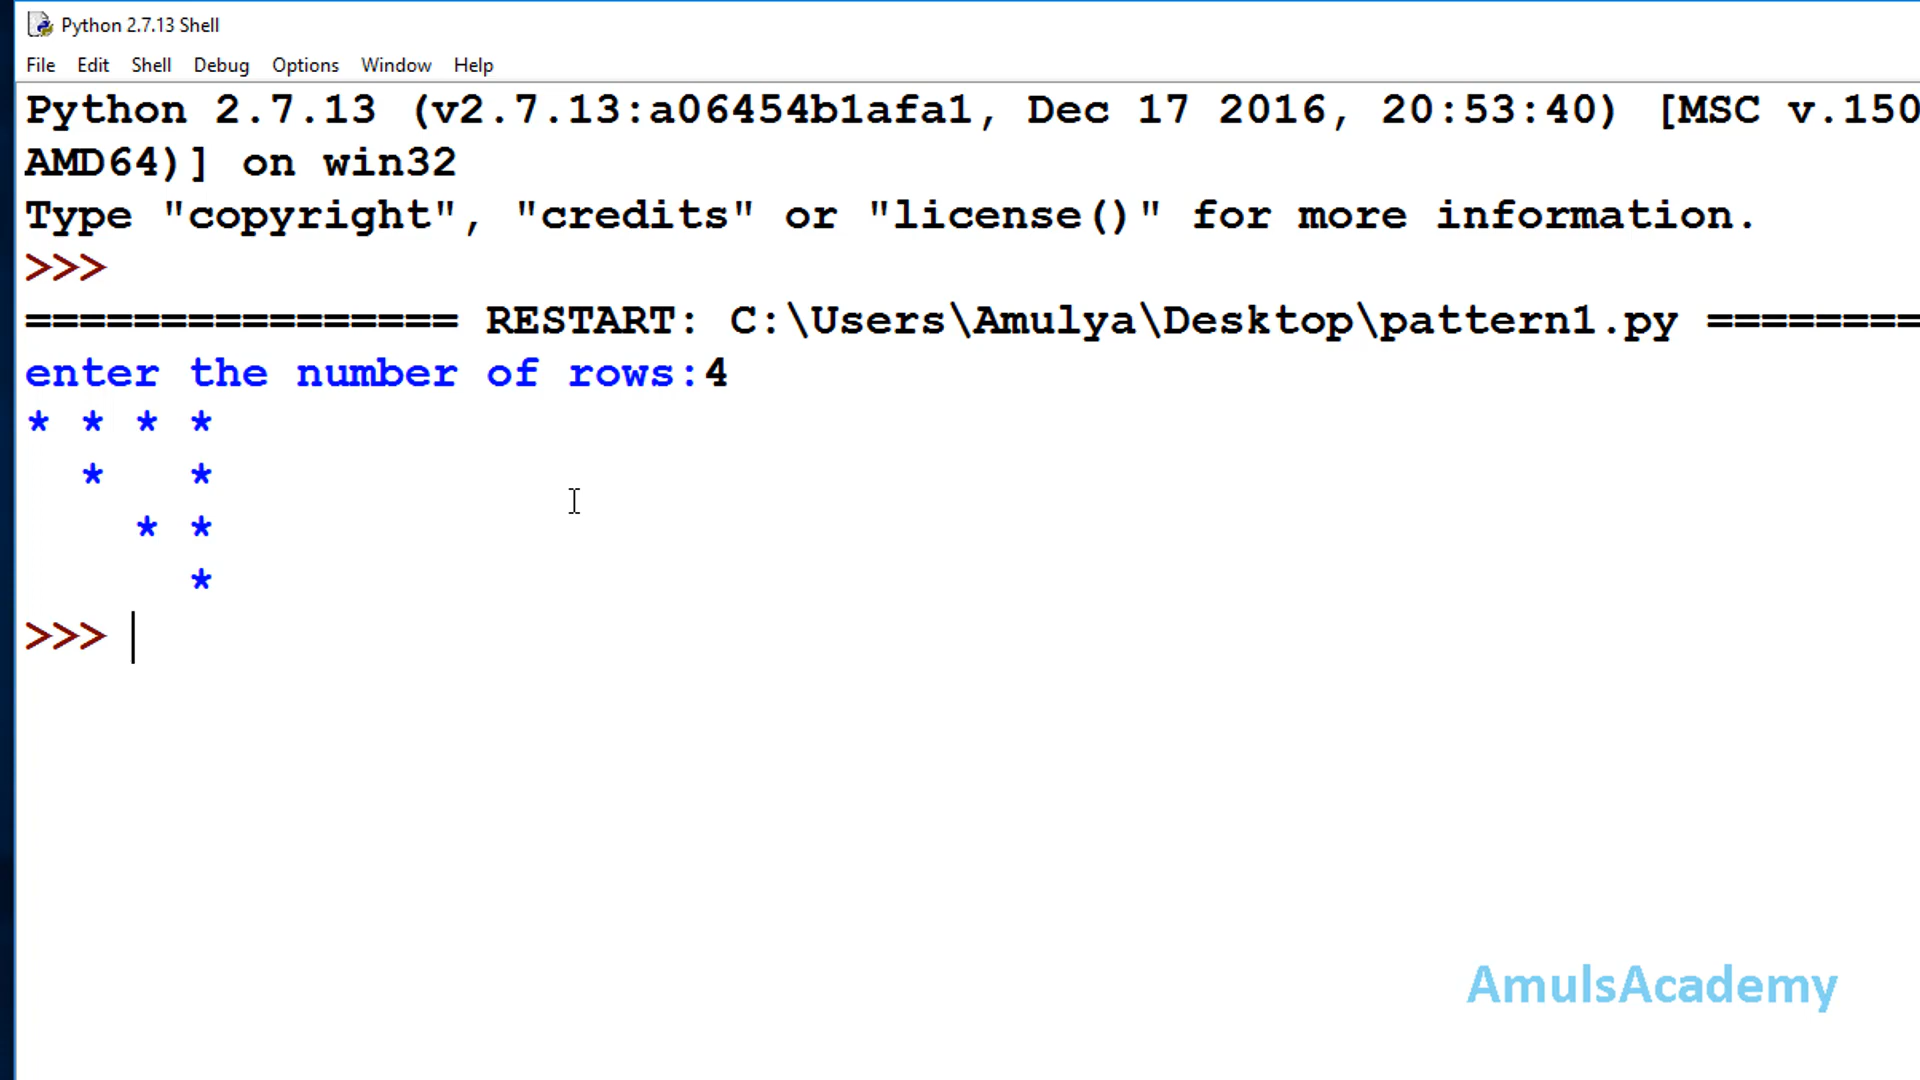 Python 2.7.13 Shell
File Edit Shell Debug Options Window Help
Python 2.7.13 (v2.7.13:a06454b1afa1, Dec 17 2016, 20:53:40) [MSC v.150
AMD64)] on win32
Type "copyright", "credits" or "license()" for more information.
>>>
================ RESTART: C:\Users\Amulya\Desktop\pattern1.py ========
enter the number of rows:4
* * * *
  *   *
    * *
      *
>>>
AmulsAcademy